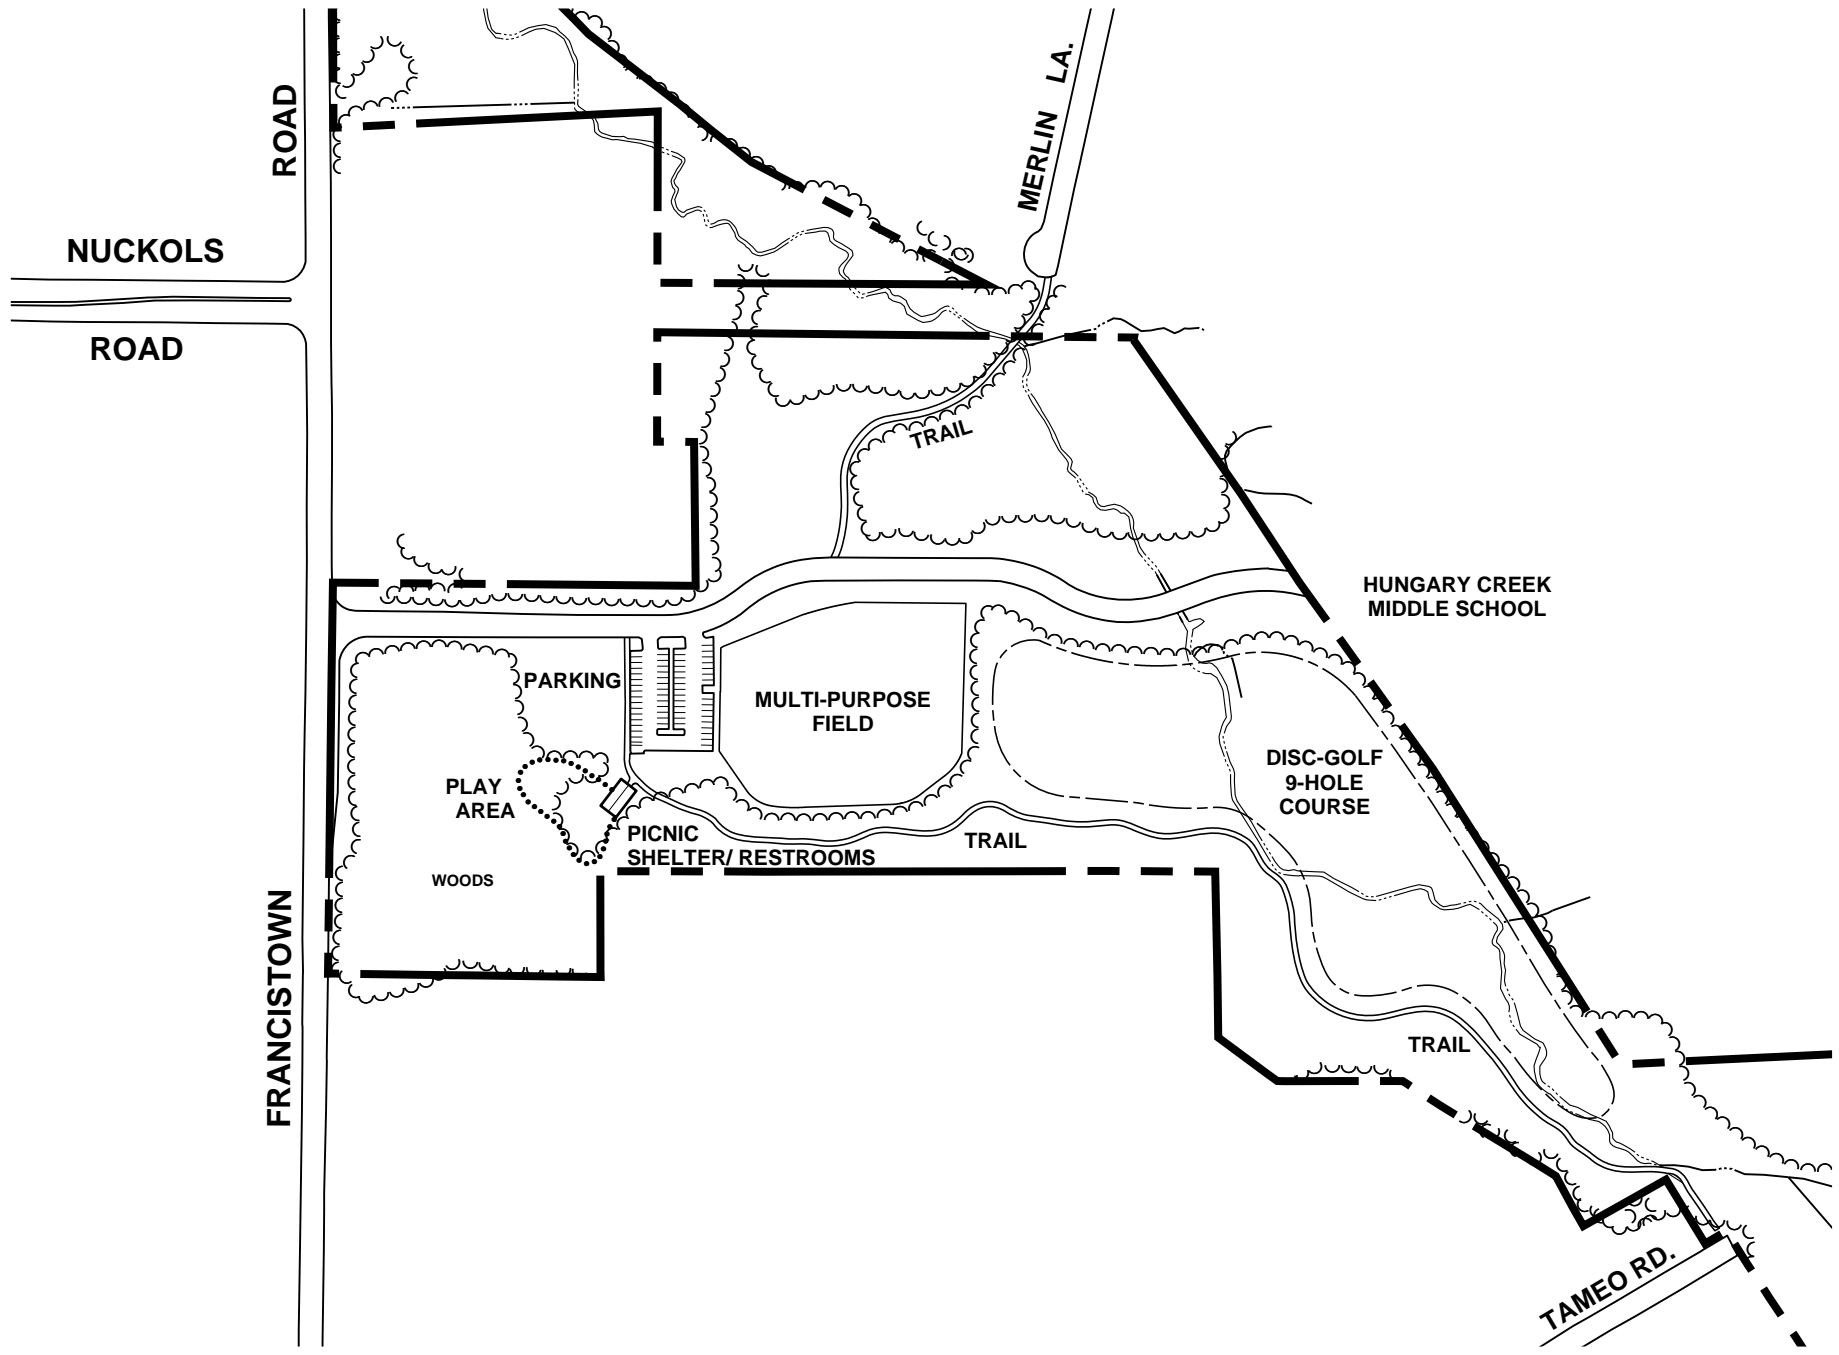 ROAD
MERLIN LA.
NUCKOLS
ROAD
TRAIL
HUNGARY CREEK
MIDDLE SCHOOL
PARKING
MULTI-PURPOSE
FIELD
DISC-GOLF
9-HOLE
COURSE
PLAY
AREA
PICNIC
SHELTER/ RESTROOMS
TRAIL
WOODS
FRANCISTOWN
TRAIL
TAMEO RD.